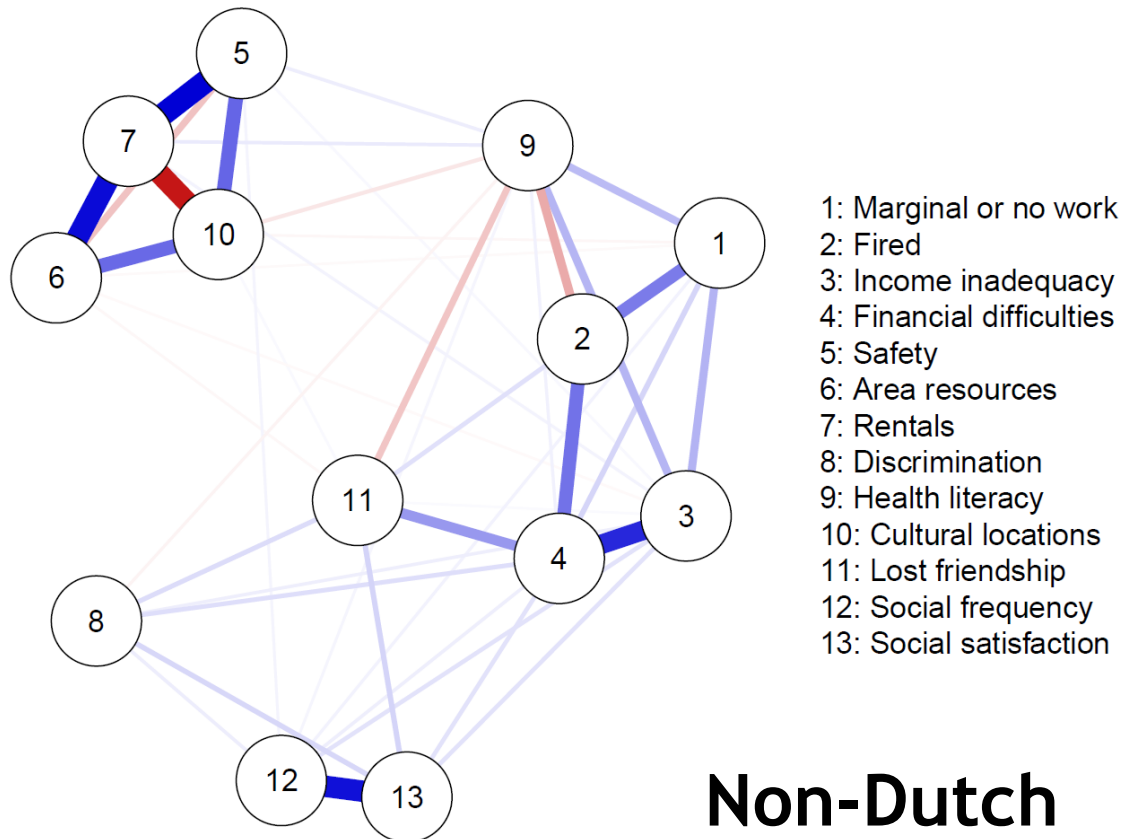 5
7
9
10
1
6
2
11
3
4
8
12
13
1: Marginal or no work
2: Fired
3: Income inadequacy
4: Financial difficulties
5: Safety
6: Area resources
7: Rentals
8: Discrimination
9: Health literacy
10: Cultural locations
11: Lost friendship
12: Social frequency
13: Social satisfaction
Non-Dutch